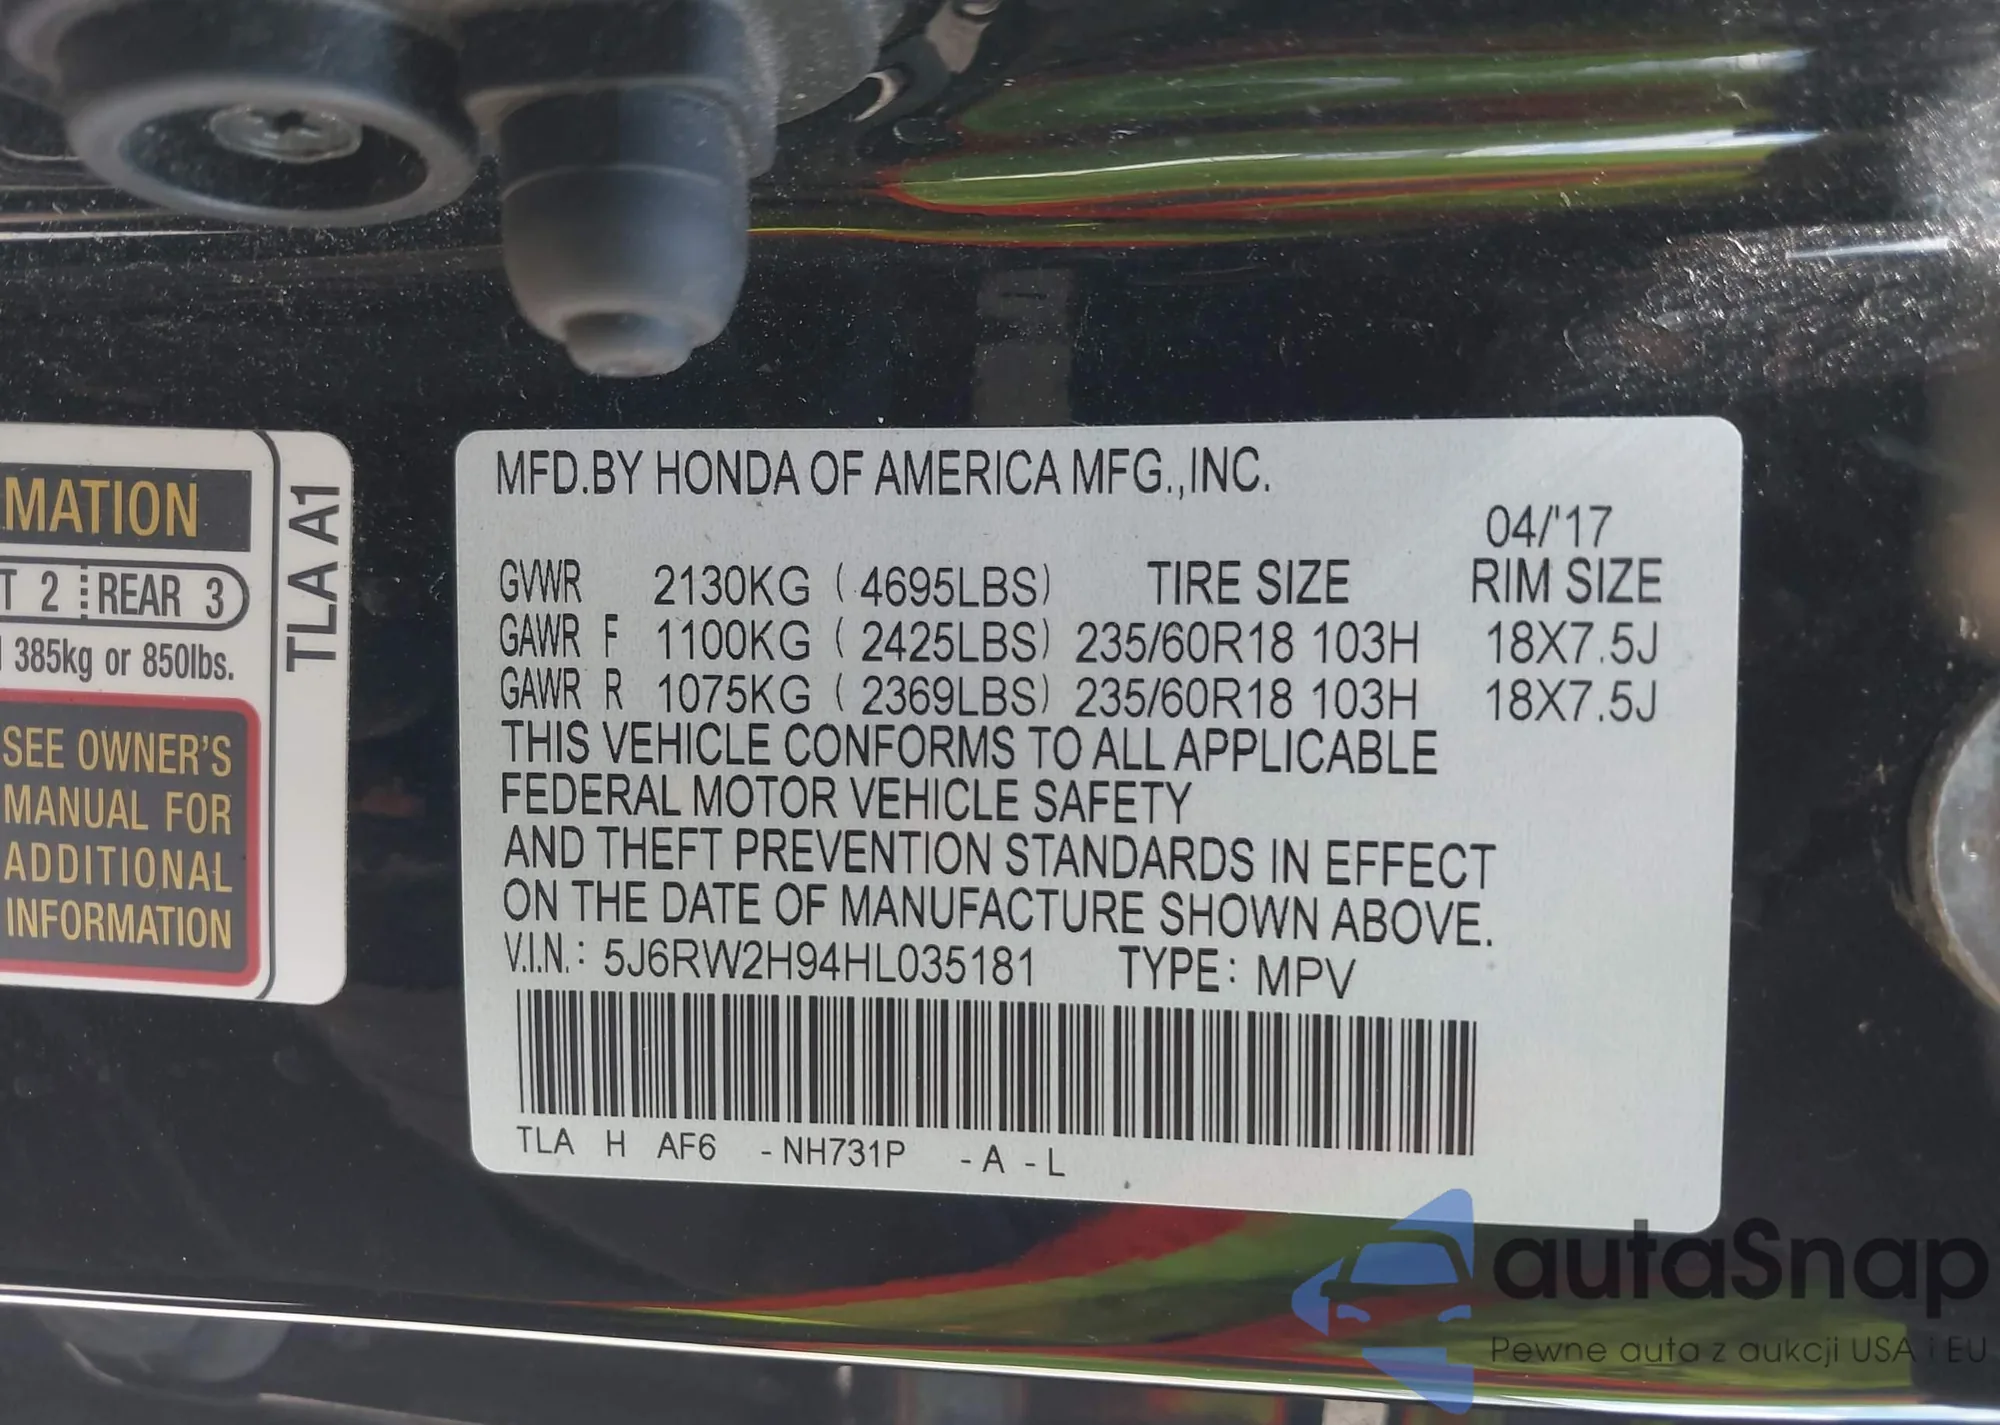 MATION
T 2 REAR 3
385kg or 850lbs.
SEE OWNER'S
MANUAL FOR
ADDITIONAL
INFORMATION
TLA A1
MFD.BY HONDA OF AMERICA MFG.,INC.
04/'17
GVWR 2130KG (4695LBS) TIRE SIZE RIM SIZE
GAWR F 1100KG (2425LBS) 235/60R18 103H 18X7.5J
GAWR R 1075KG (2369LBS) 235/60R18 103H 18X7.5J
THIS VEHICLE CONFORMS TO ALL APPLICABLE
FEDERAL MOTOR VEHICLE SAFETY
AND THEFT PREVENTION STANDARDS IN EFFECT
ON THE DATE OF MANUFACTURE SHOWN ABOVE.
V.I.N.: 5J6RW2H94HL035181 TYPE: MPV
TLA H AF6 -NH731P -A -L
autaSnap
Pewne auta z aukcji USA i EU